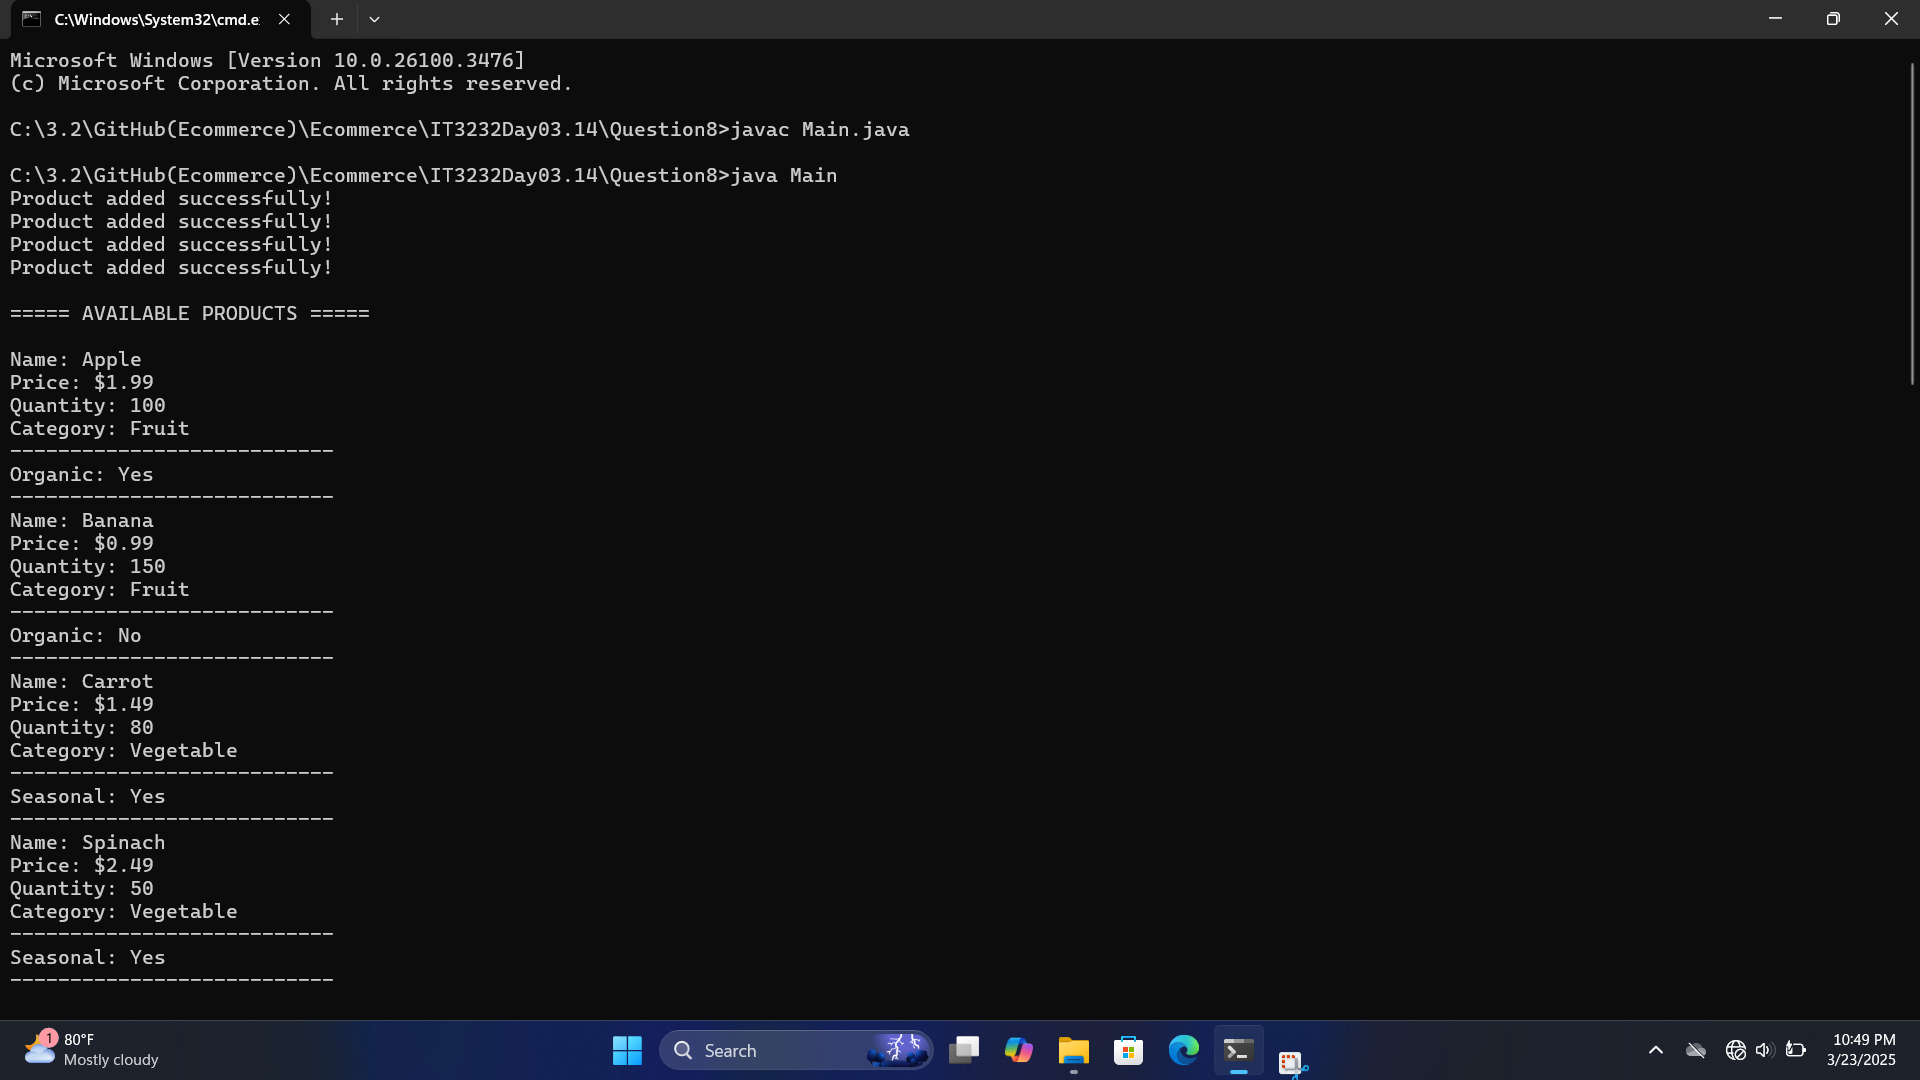 C:\Windows\System32\cmd.e
Microsoft Windows [Version 10.0.26100.3476]
(c) Microsoft Corporation. All rights reserved.
C:\3.2\GitHub(Ecommerce)\Ecommerce\IT3232Day03.14\Question8>javac Main.java
C:\3.2\GitHub(Ecommerce)\Ecommerce\IT3232Day03.14\Question8>java Main
Product added successfully!
Product added successfully!
Product added successfully!
Product added successfully!
===== AVAILABLE PRODUCTS =====
Name: Apple
Price: $1.99
Quantity: 100
Category: Fruit
---------------------------
Organic: Yes
---------------------------
Name: Banana
Price: $0.99
Quantity: 150
Category: Fruit
---------------------------
Organic: No
---------------------------
Name: Carrot
Price: $1.49
Quantity: 80
Category: Vegetable
---------------------------
Seasonal: Yes
---------------------------
Name: Spinach
Price: $2.49
Quantity: 50
Category: Vegetable
---------------------------
Seasonal: Yes
---------------------------
1
80°F
Mostly cloudy
Search
10:49 PM
3/23/2025